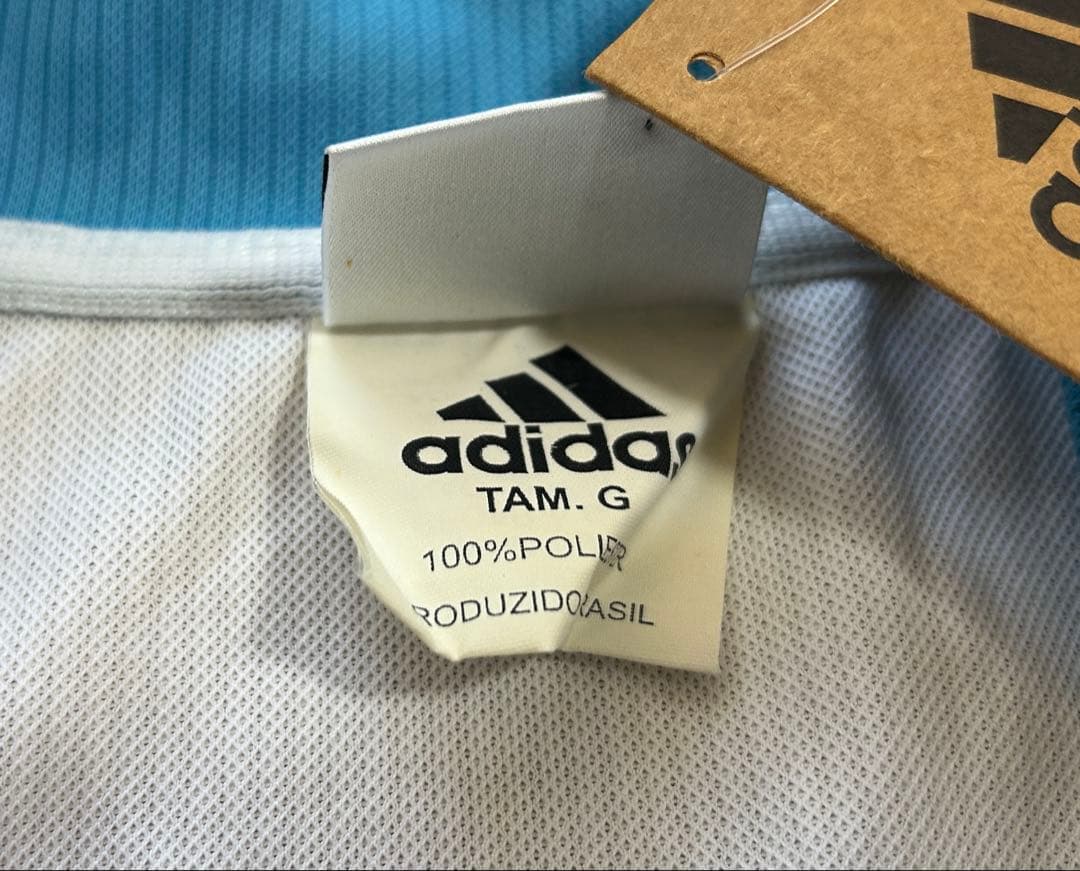 adidas
TAM. G
100%POLI
RODUZIDO
ASIL